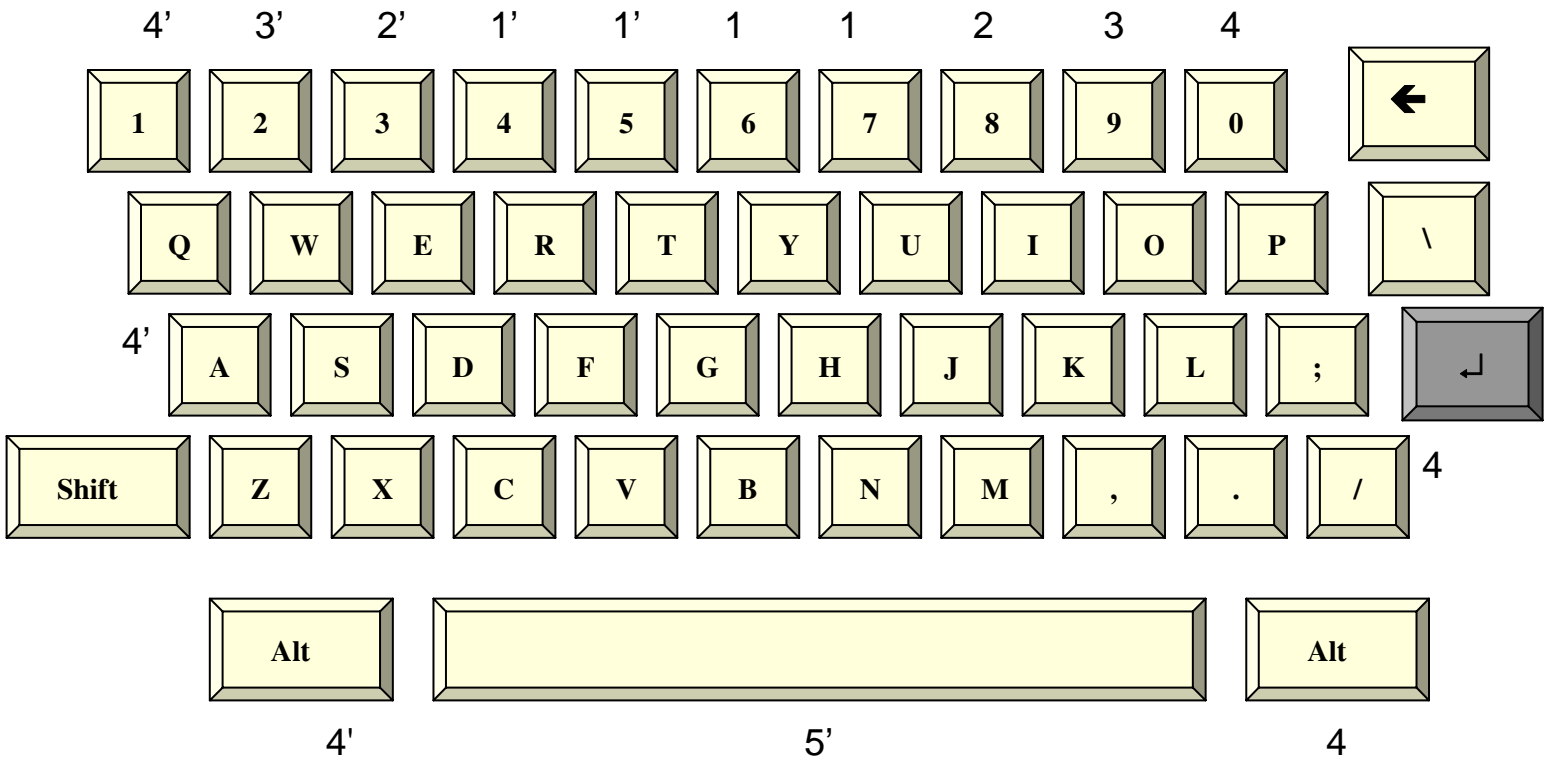 4’ 3’ 2’ 1’ 1’ 1 1 2 3 4
1 2 3 4 5 6 7 8 9 0 🡸
Q W E R T Y U I O P \
4’ A S D F G H J K L ; ↵
Shift Z X C V B N M , . / 4
Alt Alt
4' 5’ 4